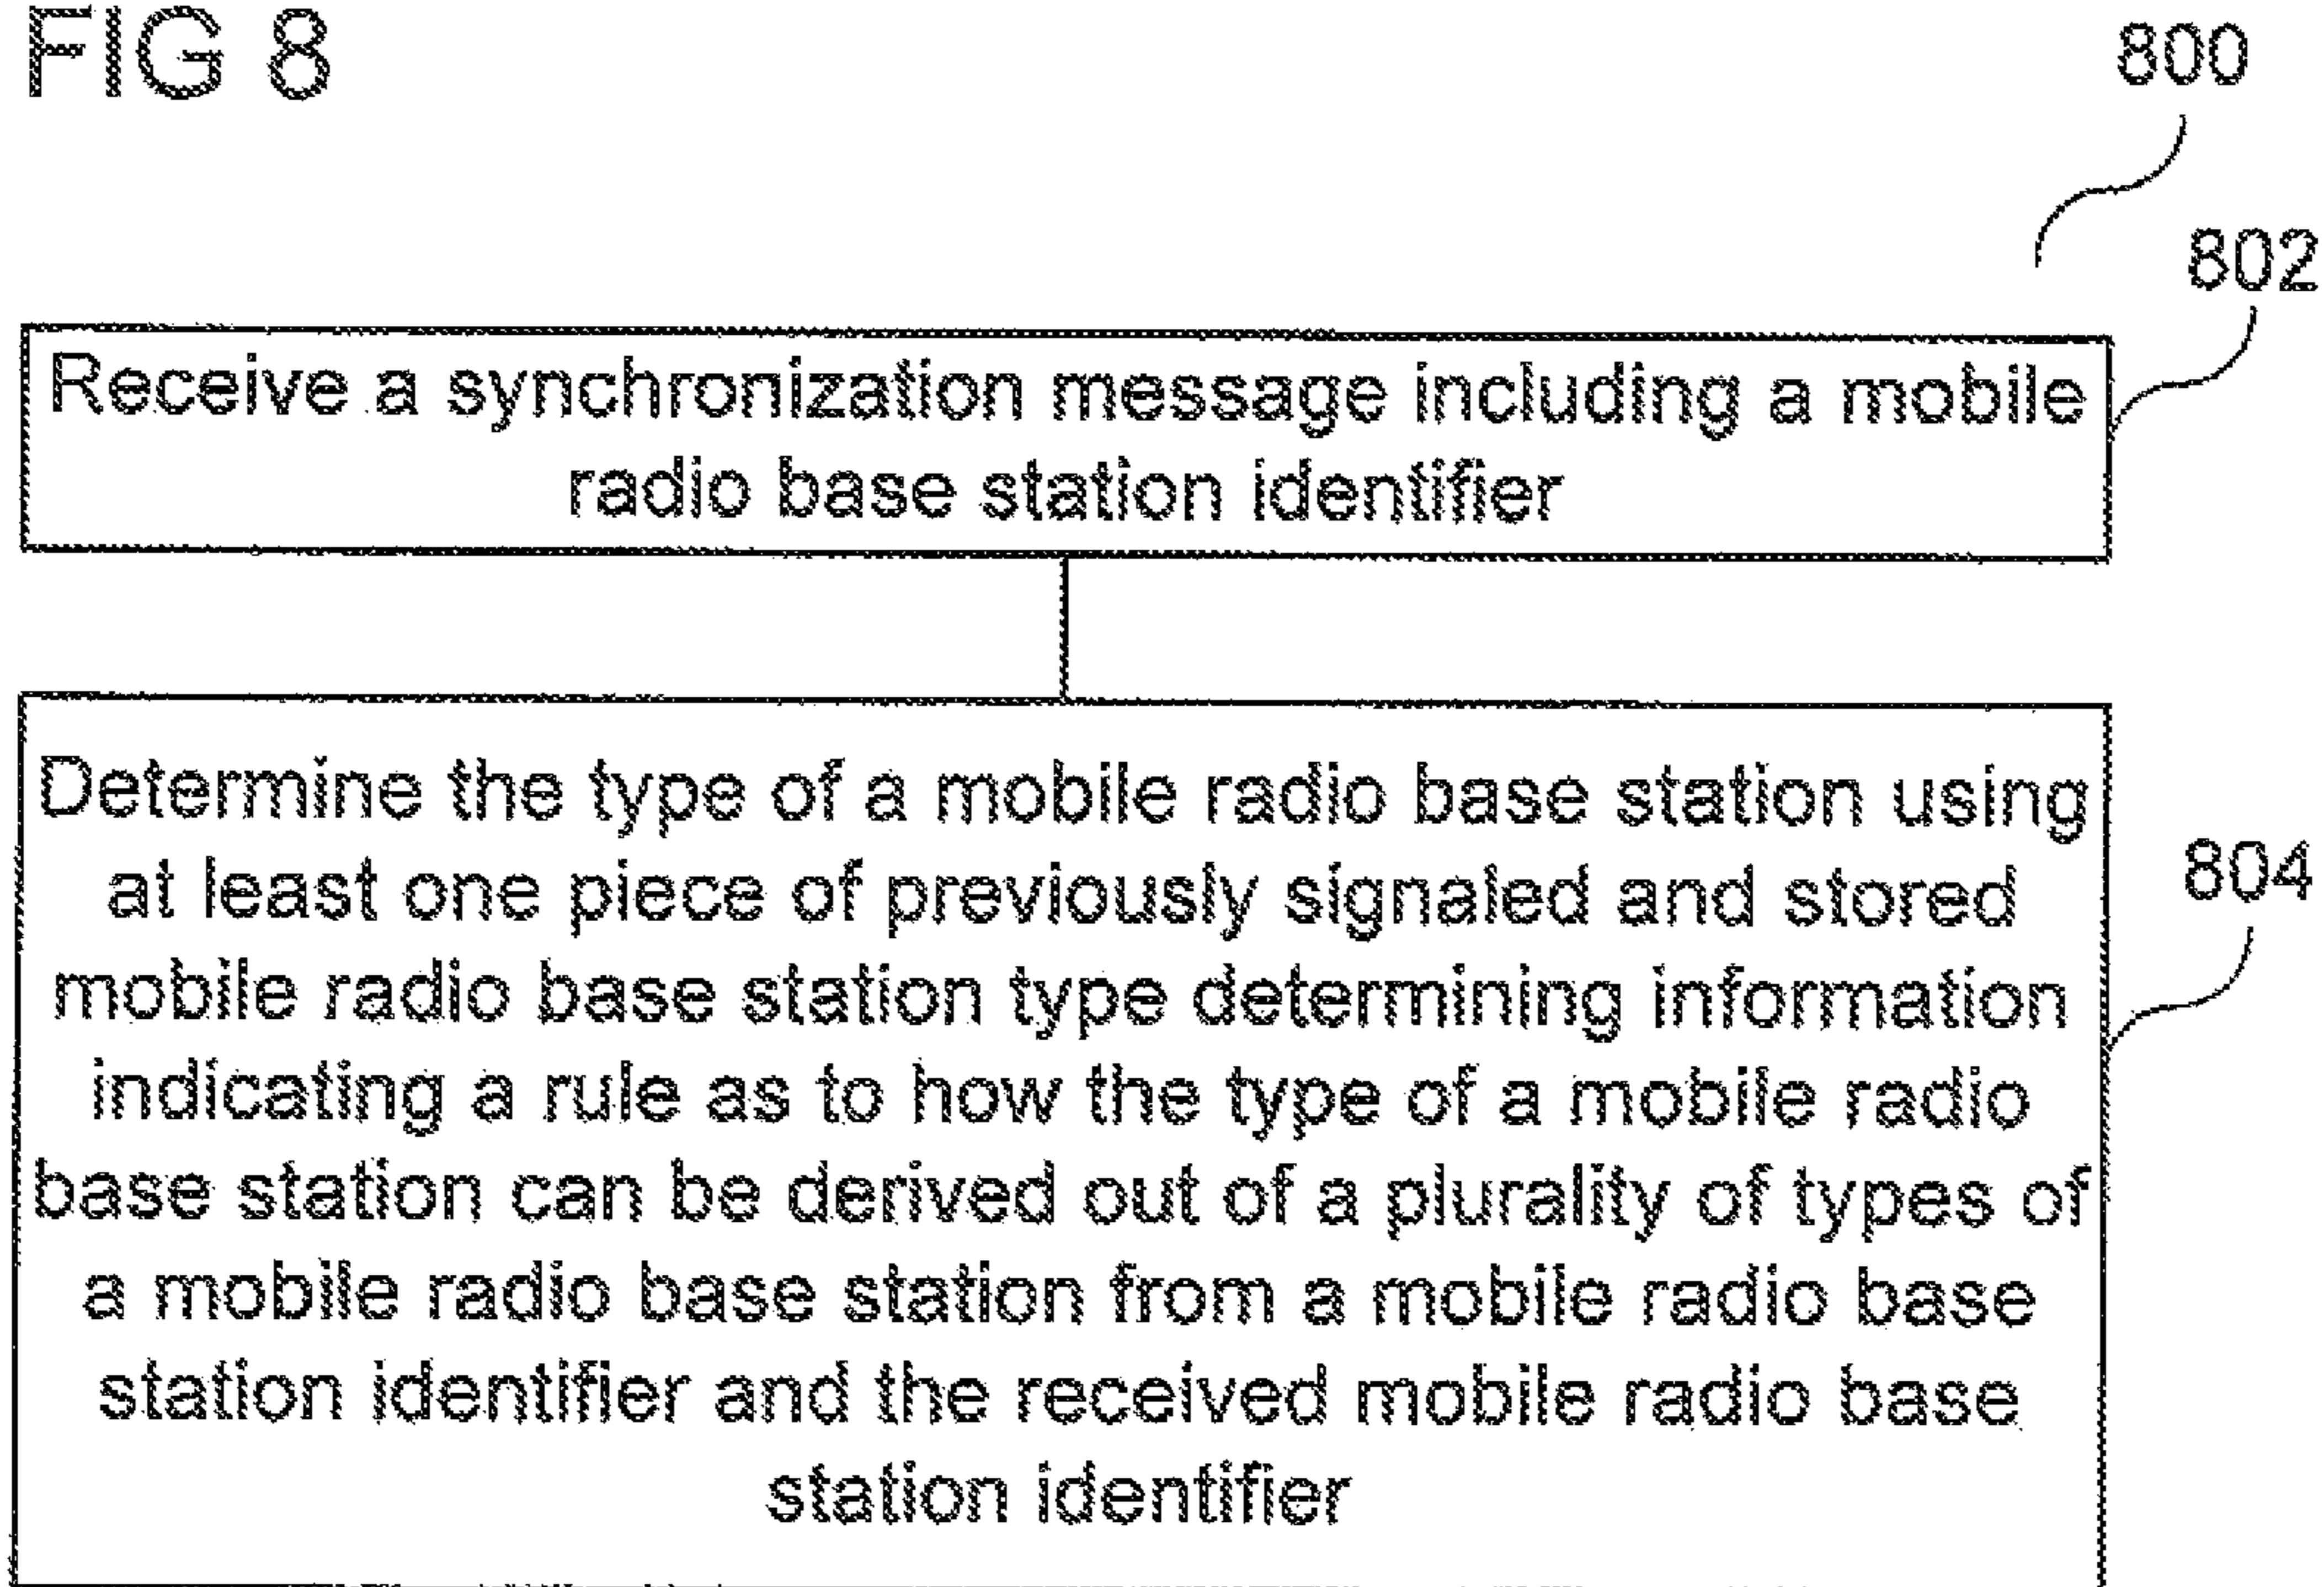 FIG 8
800
802
Receive a synchronization message including a mobile
radio base station identifier
Determine the type of a mobile radio base station using
at least one piece of previously signaled and stored
804
mobile radio base station type determining information
indicating a rule as to how the type of a mobile radio
base station can be derived out of a plurality of types of
a mobile radio base station from a mobile radio base
station identifier and the received mobile radio base
station identifier